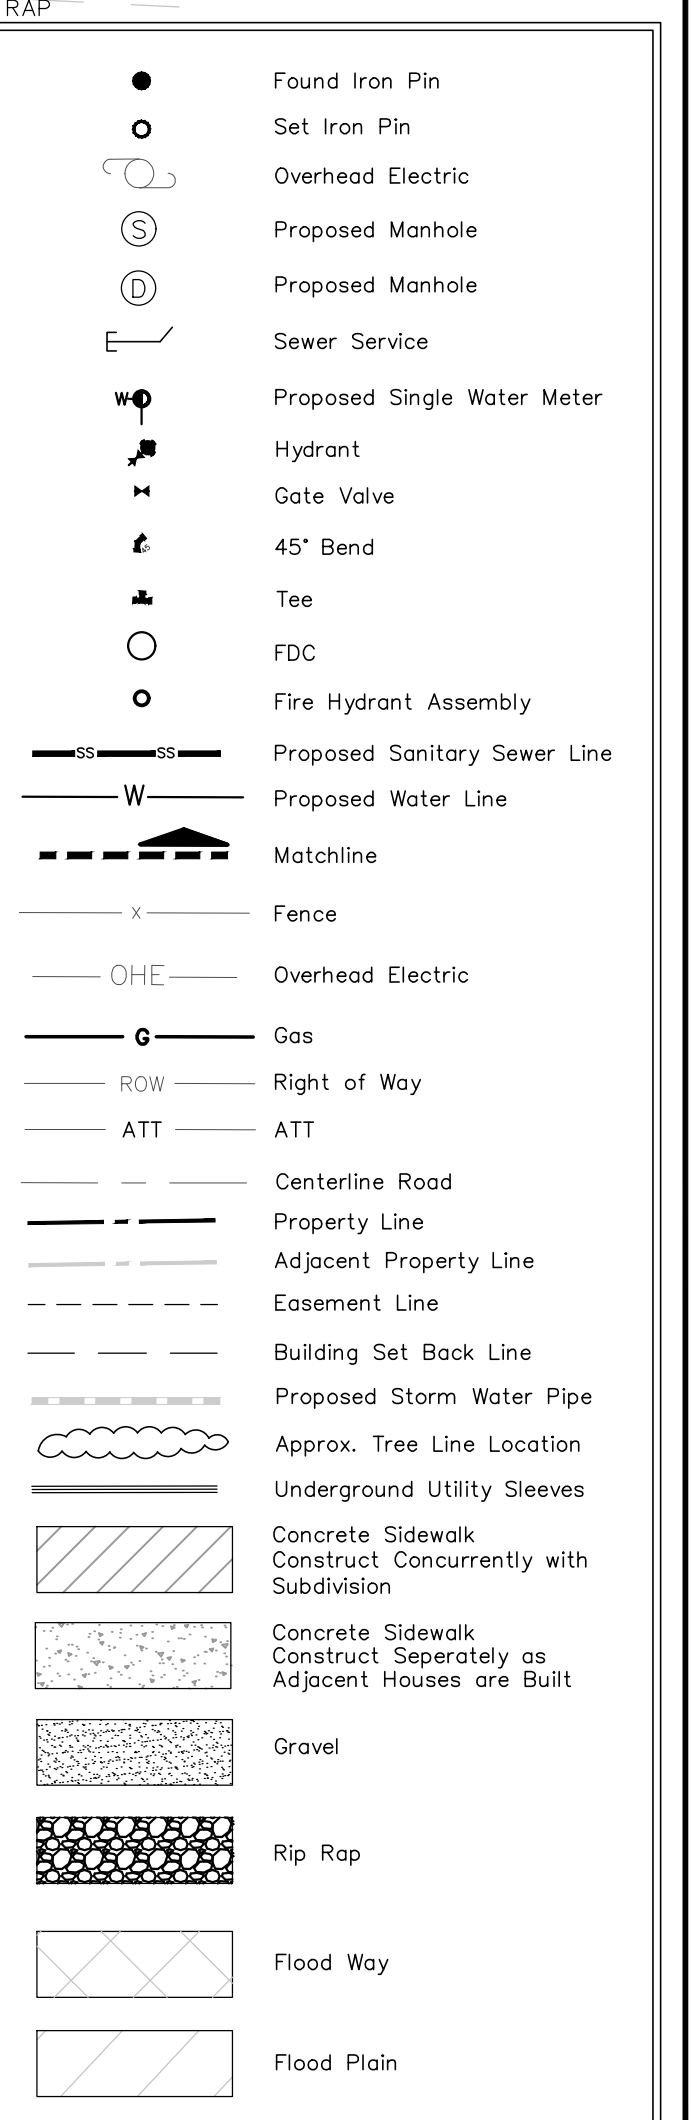 RAP
Found Iron Pin
Set Iron Pin
Overhead Electric
S Proposed Manhole
D Proposed Manhole
Sewer Service
W Proposed Single Water Meter
Hydrant
Gate Valve
45 45° Bend
Tee
FDC
Fire Hydrant Assembly
SS SS Proposed Sanitary Sewer Line
W Proposed Water Line
Matchline
X Fence
OHE Overhead Electric
G Gas
ROW Right of Way
ATT ATT
Centerline Road
Property Line
Adjacent Property Line
Easement Line
Building Set Back Line
Proposed Storm Water Pipe
Approx. Tree Line Location
Underground Utility Sleeves
Concrete Sidewalk
Construct Concurrently with
Subdivision
Concrete Sidewalk
Construct Seperately as
Adjacent Houses are Built
Gravel
Rip Rap
Flood Way
Flood Plain